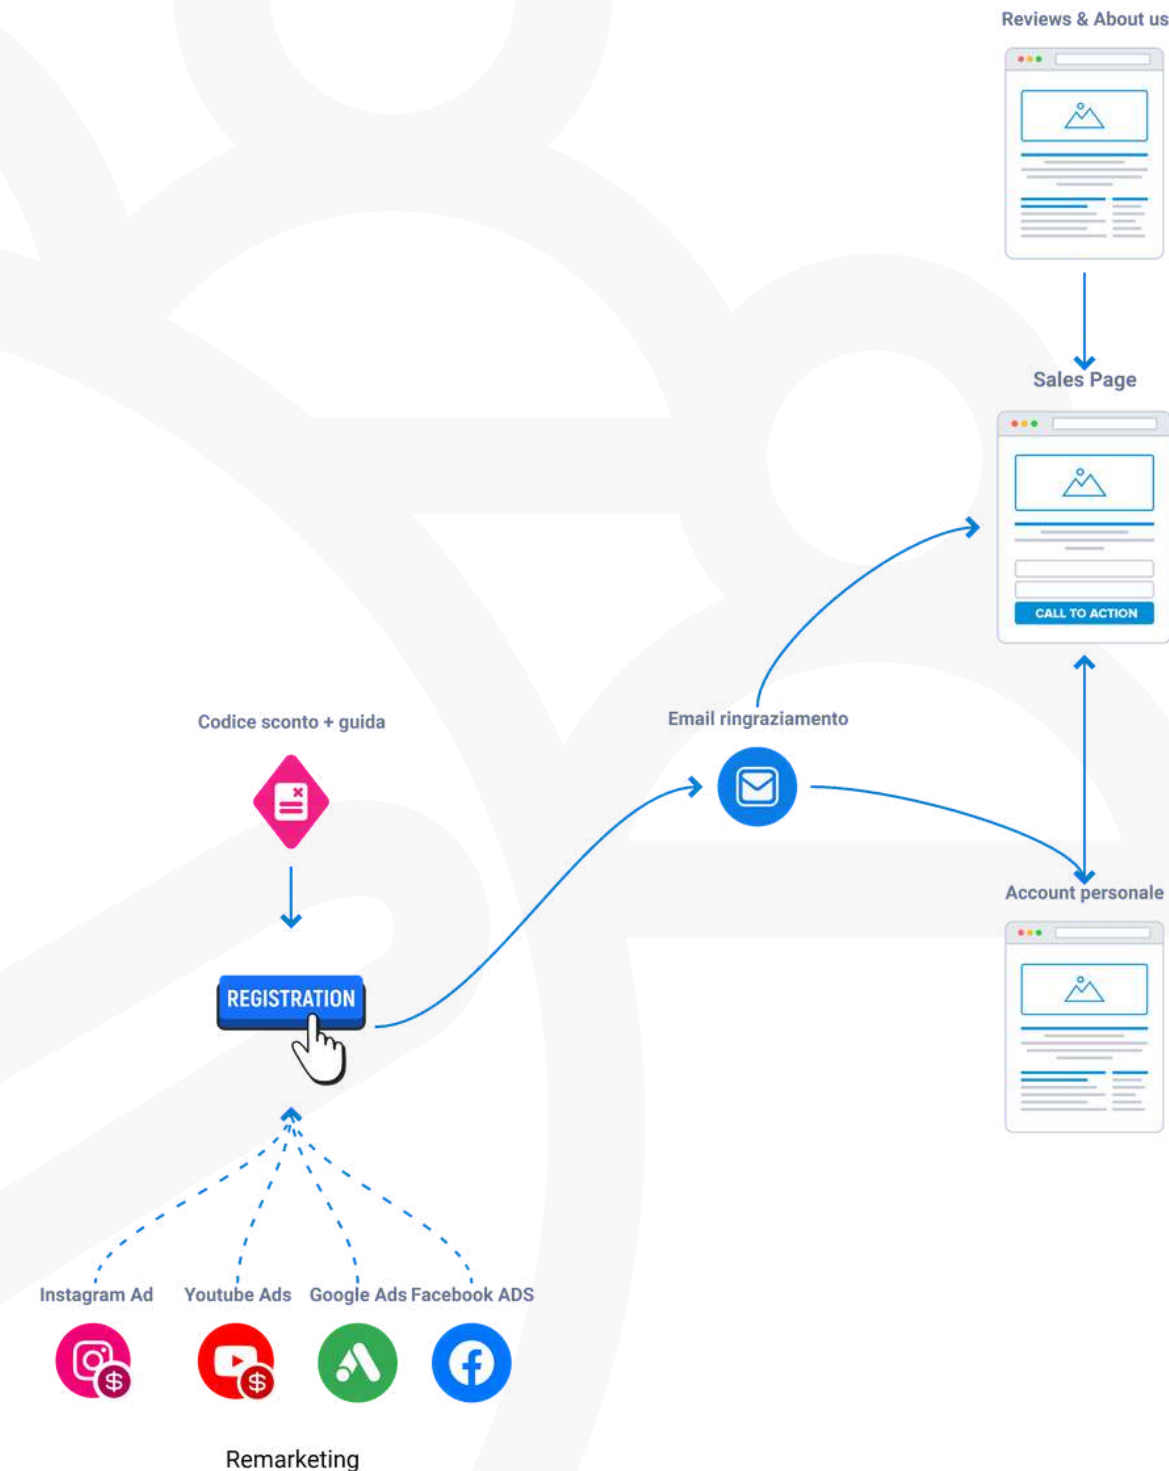 Reviews & About us
Sales Page
CALL TO ACTION
Codice sconto + guida
Email ringraziamento
Account personale
REGISTRATION
Instagram Ad
Youtube Ads
Google Ads
Facebook ADS
$
$
Remarketing